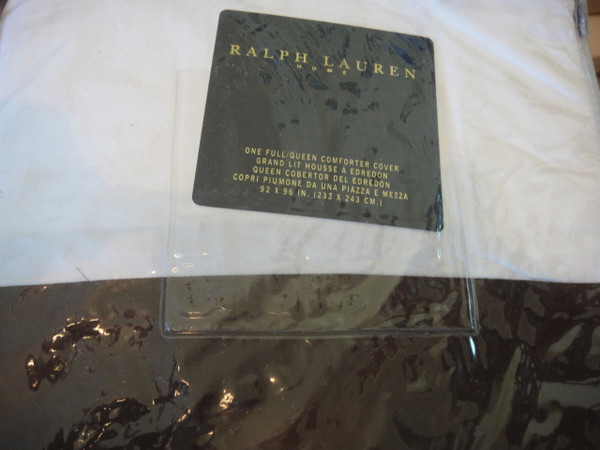 RALPH LAUREN
HOME
ONE FULL/QUEEN COMFORTER COVER
GRAND LIT HOUSSE A EDREDON
QUEEN COBERTOR DEL EDREDON
COPRI PIUMONE DA UNA PIAZZA E MEZZA
92 X 96 IN. (233 X 243 CM.)